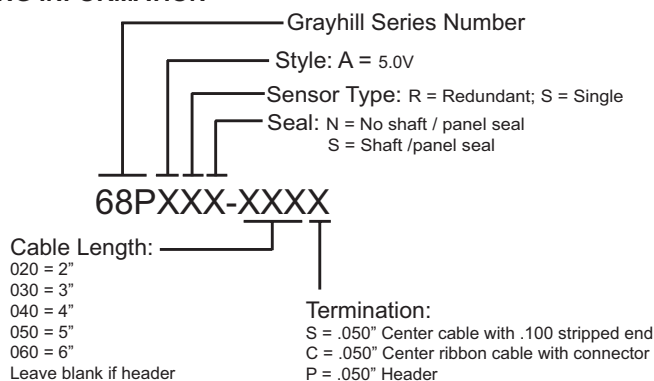 Grayhill Series Number
Style: A = 5.0V
Sensor Type: R = Redundant; S = Single
Seal: N = No shaft / panel seal
S = Shaft /panel seal
68PXXX-XXXX
Cable Length:
020 = 2”
030 = 3”
040 = 4”
050 = 5”
060 = 6”
Leave blank if header
Termination:
S = .050” Center cable with .100 stripped end
C = .050” Center ribbon cable with connector
P = .050” Header